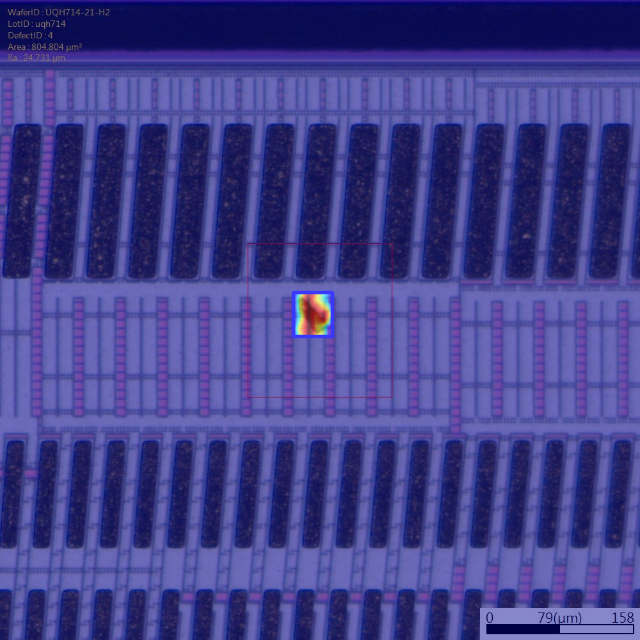 WaferID : UQH714-21-H2
LotID : uqh714
DefectID : 4
Area : 804.804 μm²
Ra : 24.731 μm
0 79(um) 158